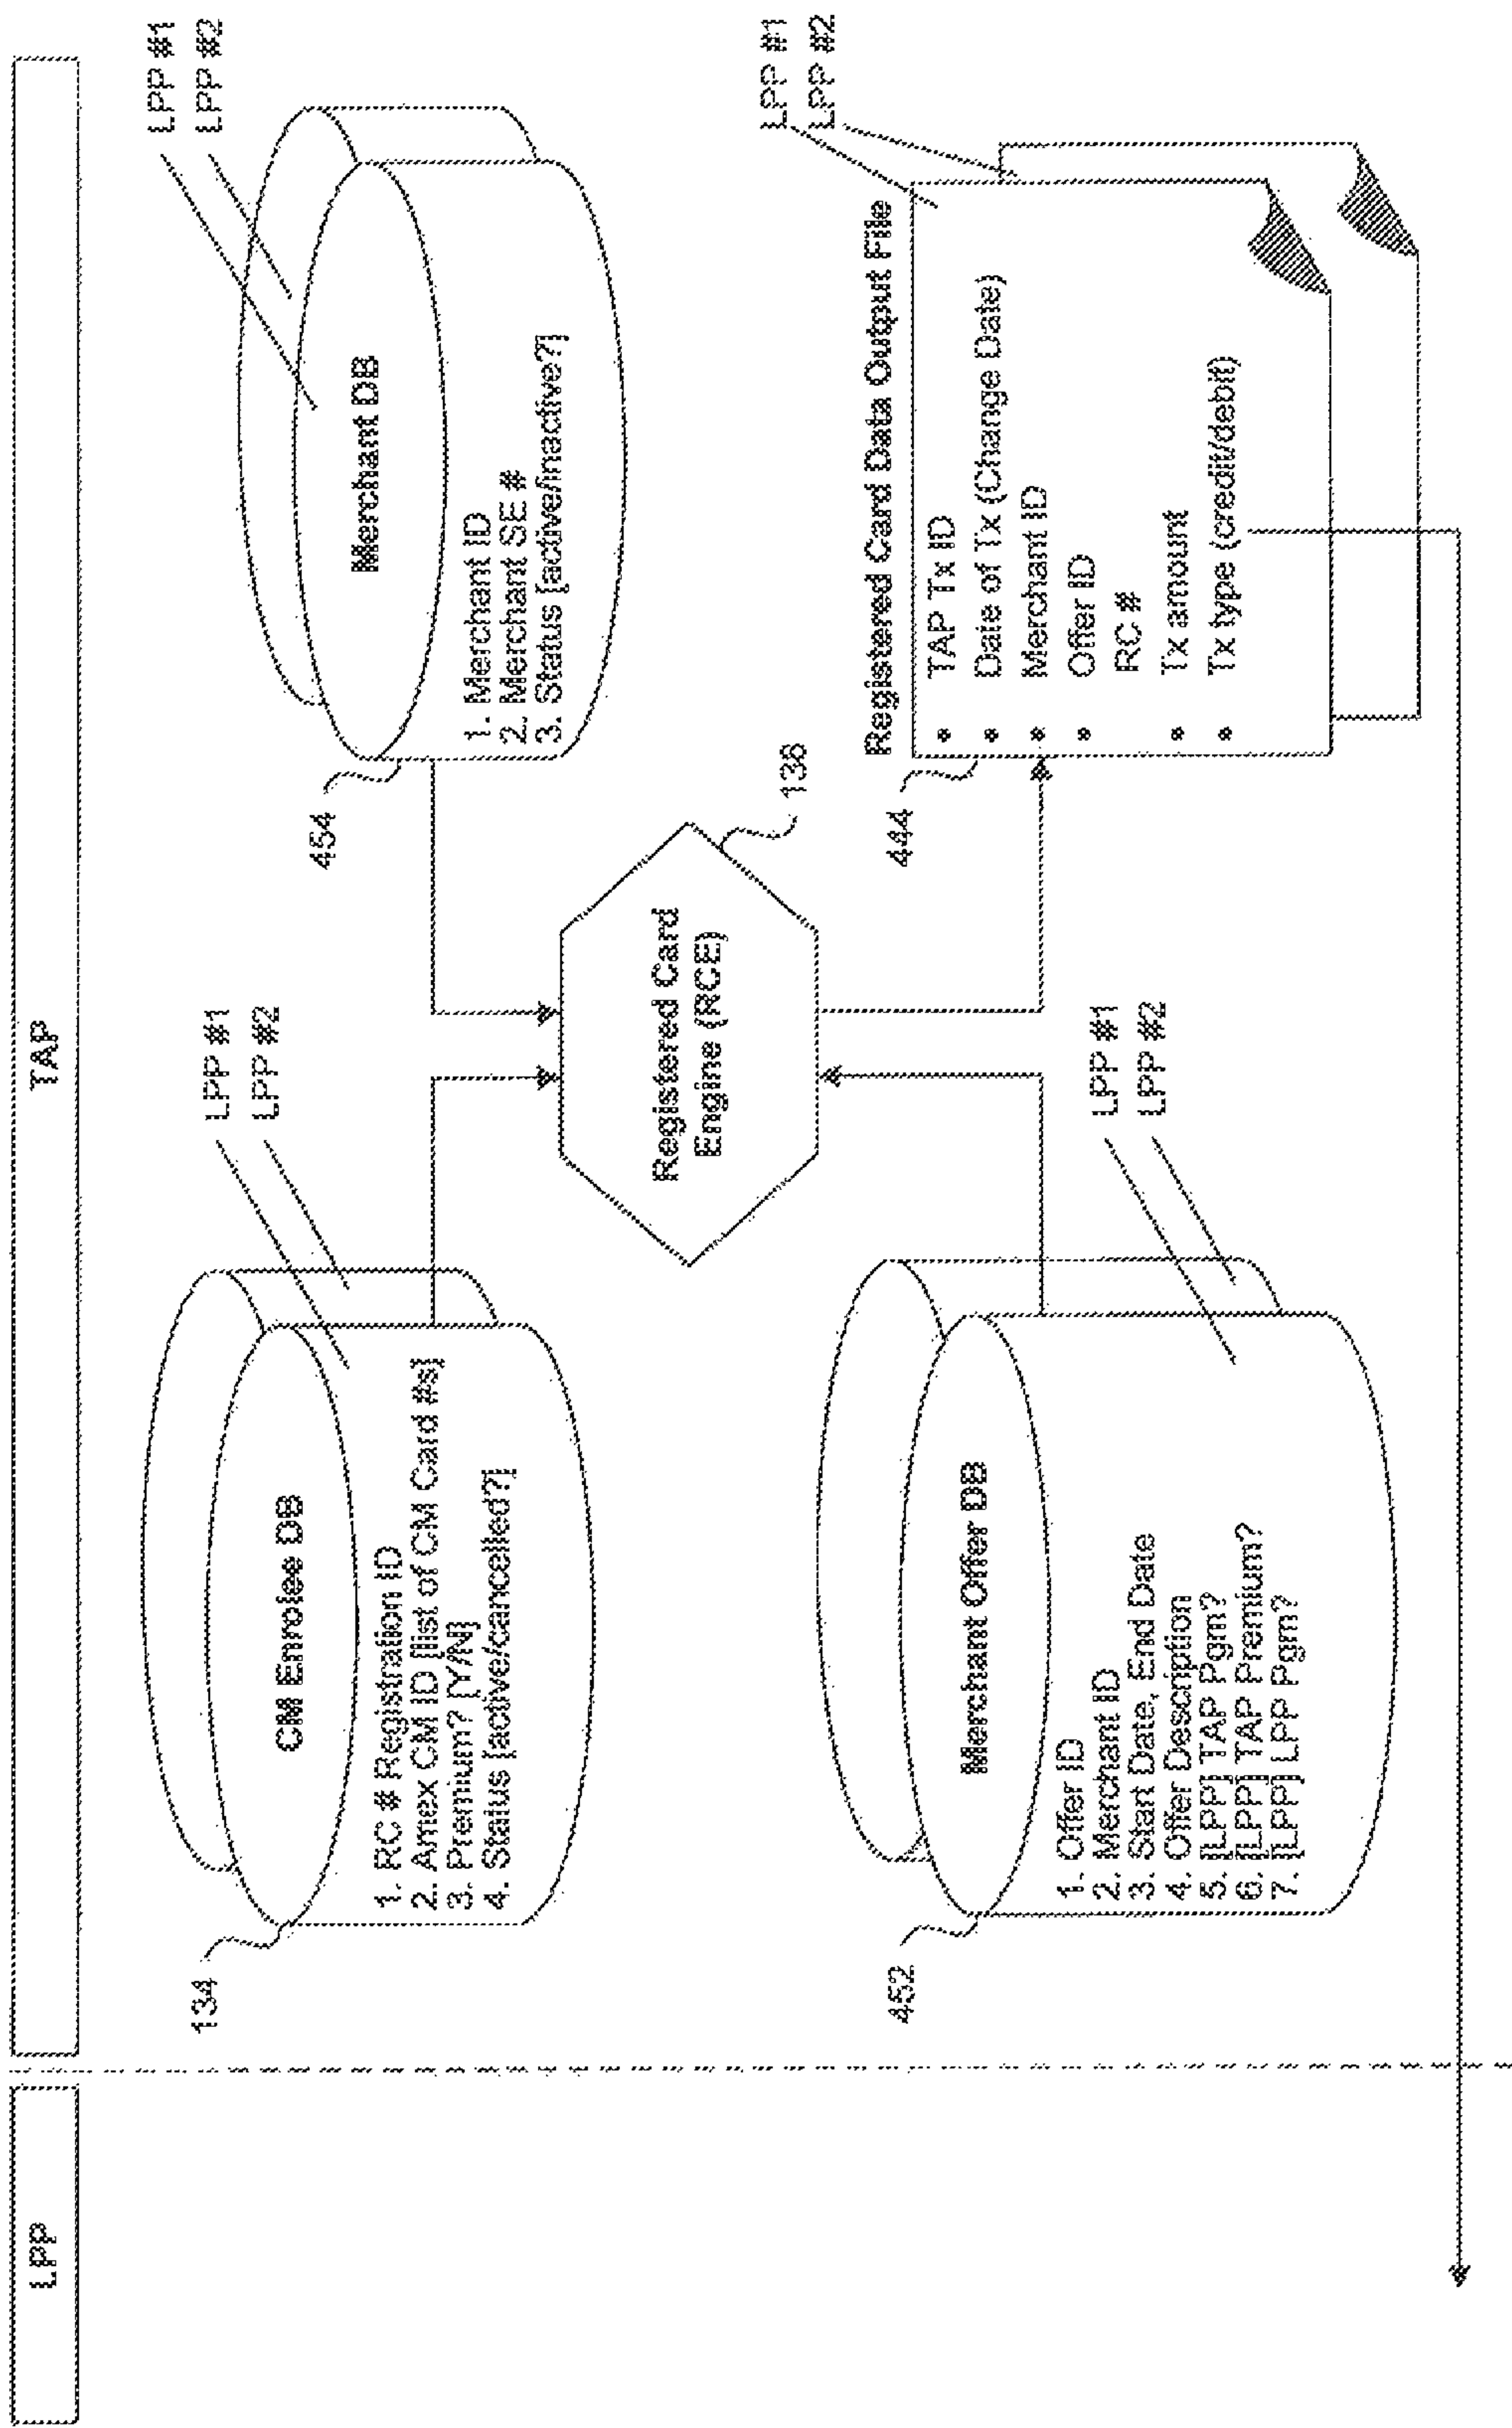 LPP
TAP
134
CM Enrolee DB
1. RC # Registration ID
2. Amex CM ID [list of CM Card #s]
3. Premium? [Y/N]
4. Status [active/cancelled?]
LPP #1
LPP #2
454
Merchant DB
1. Merchant ID
2. Merchant SE #
3. Status [active/inactive?]
LPP #1
LPP #2
Registered Card
Engine (RCE)
136
452
Merchant Offer DB
1. Offer ID
2. Merchant ID
3. Start Date, End Date
4. Offer Description
5. [LPP] TAP Pgm?
6. [LPP] TAP Premium?
7. [LPP] LPP Pgm?
LPP #1
LPP #2
444
Registered Card Data Output File
• TAP Tx ID
• Date of Tx (Change Date)
• Merchant ID
• Offer ID
RC #
• Tx amount
• Tx type (credit/debit)
LPP #1
LPP #2